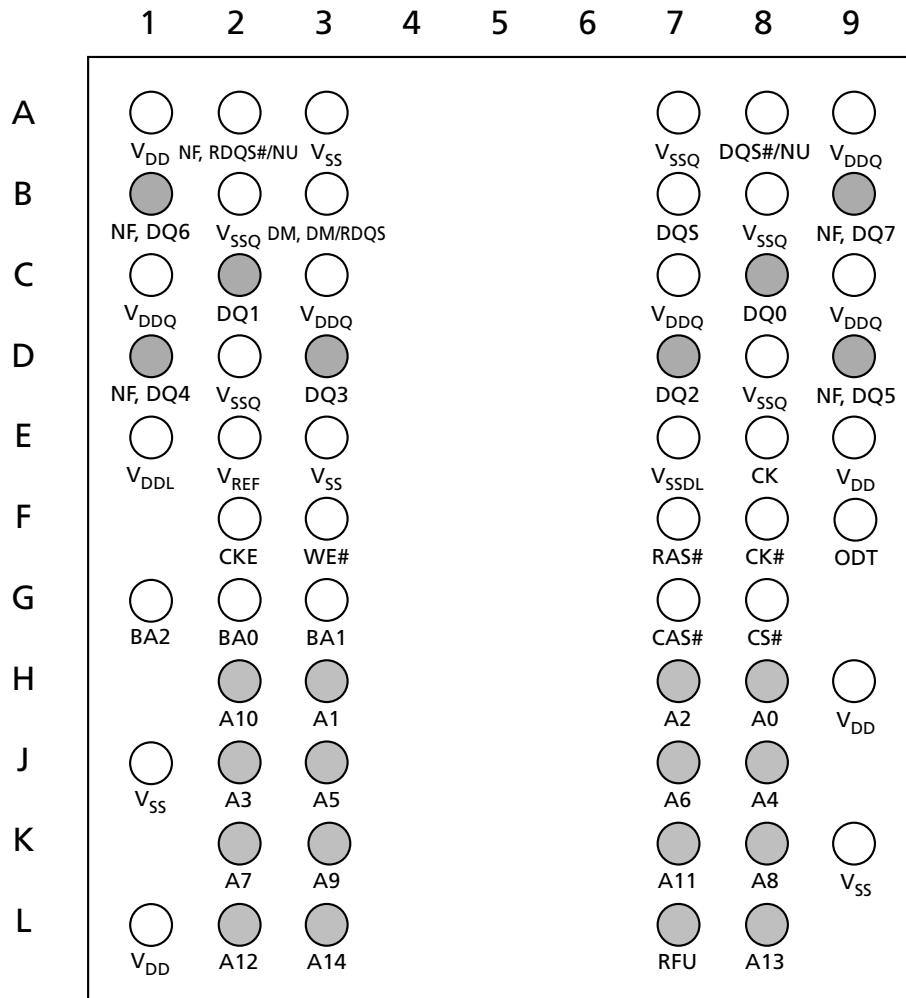 1 2 3 4 5 6 7 8 9
A
VDD NF, RDQS#/NU VSS VSSQ DQS#/NU VDDQ
B
NF, DQ6 VSSQ DM, DM/RDQS DQS VSSQ NF, DQ7
C
VDDQ DQ1 VDDQ VDDQ DQ0 VDDQ
D
NF, DQ4 VSSQ DQ3 DQ2 VSSQ NF, DQ5
E
VDDL VREF VSS VSSDL CK VDD
F
CKE WE# RAS# CK# ODT
G
BA2 BA0 BA1 CAS# CS#
H
A10 A1 A2 A0 VDD
J
VSS A3 A5 A6 A4
K
A7 A9 A11 A8 VSS
L
VDD A12 A14 RFU A13